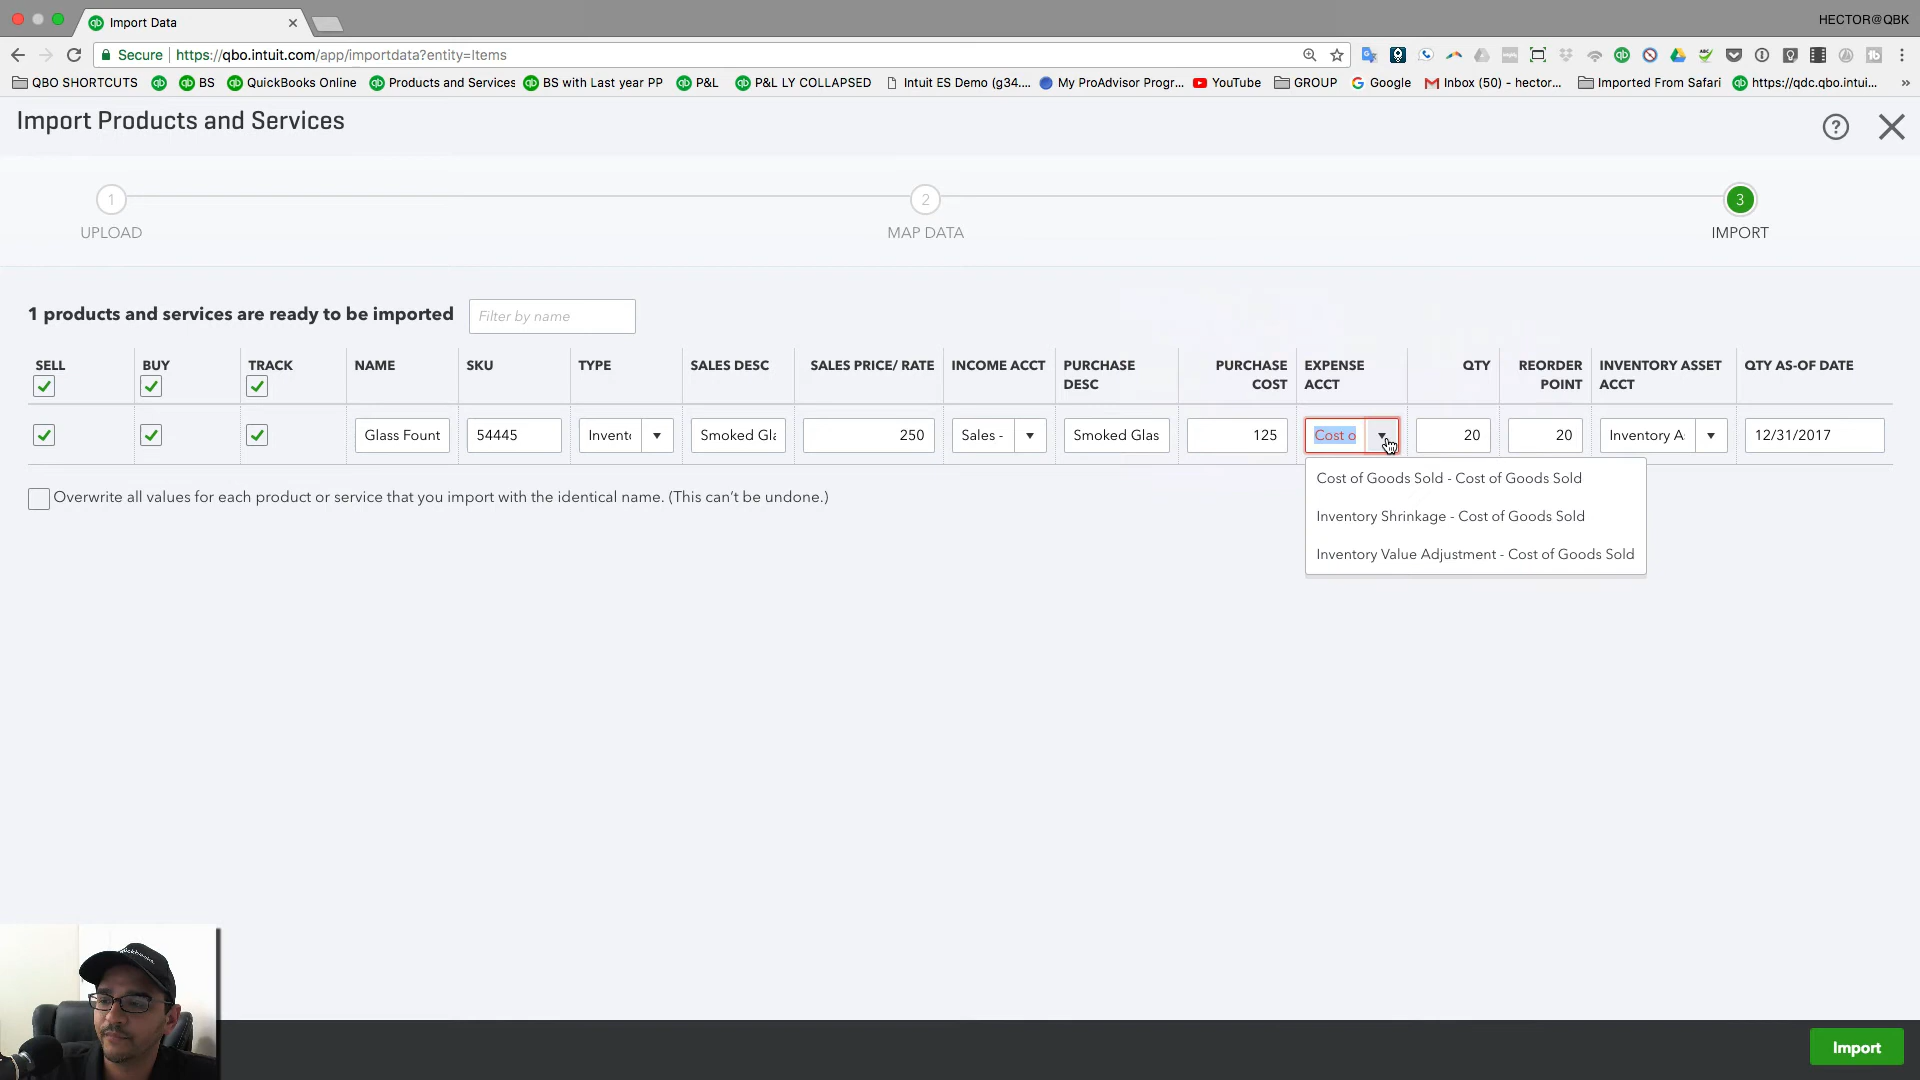 Import Data
HECTOR@QBK
Secure https://qbo.intuit.com/app/importdata?entity=Items
QBO SHORTCUTS BS QuickBooks Online Products and Services BS with Last year PP P&L P&L LY COLLAPSED Intuit ES Demo (g34.... My ProAdvisor Progr... YouTube GROUP Google Inbox (50) - hector... Imported From Safari https://qdc.qbo.intui... »
Import Products and Services
1 2 3
UPLOAD MAP DATA IMPORT
1 products and services are ready to be imported Filter by name
SELL BUY TRACK NAME SKU TYPE SALES DESC SALES PRICE/ RATE INCOME ACCT PURCHASE DESC PURCHASE COST EXPENSE ACCT QTY REORDER POINT INVENTORY ASSET ACCT QTY AS-OF DATE
Glass Fount 54445 Invent Smoked Gla 250 Sales - Smoked Glas 125 Cost o 20 20 Inventory A 12/31/2017
Cost of Goods Sold - Cost of Goods Sold
Overwrite all values for each product or service that you import with the identical name. (This can't be undone.)
Inventory Shrinkage - Cost of Goods Sold
Inventory Value Adjustment - Cost of Goods Sold
quickbooks.
Import